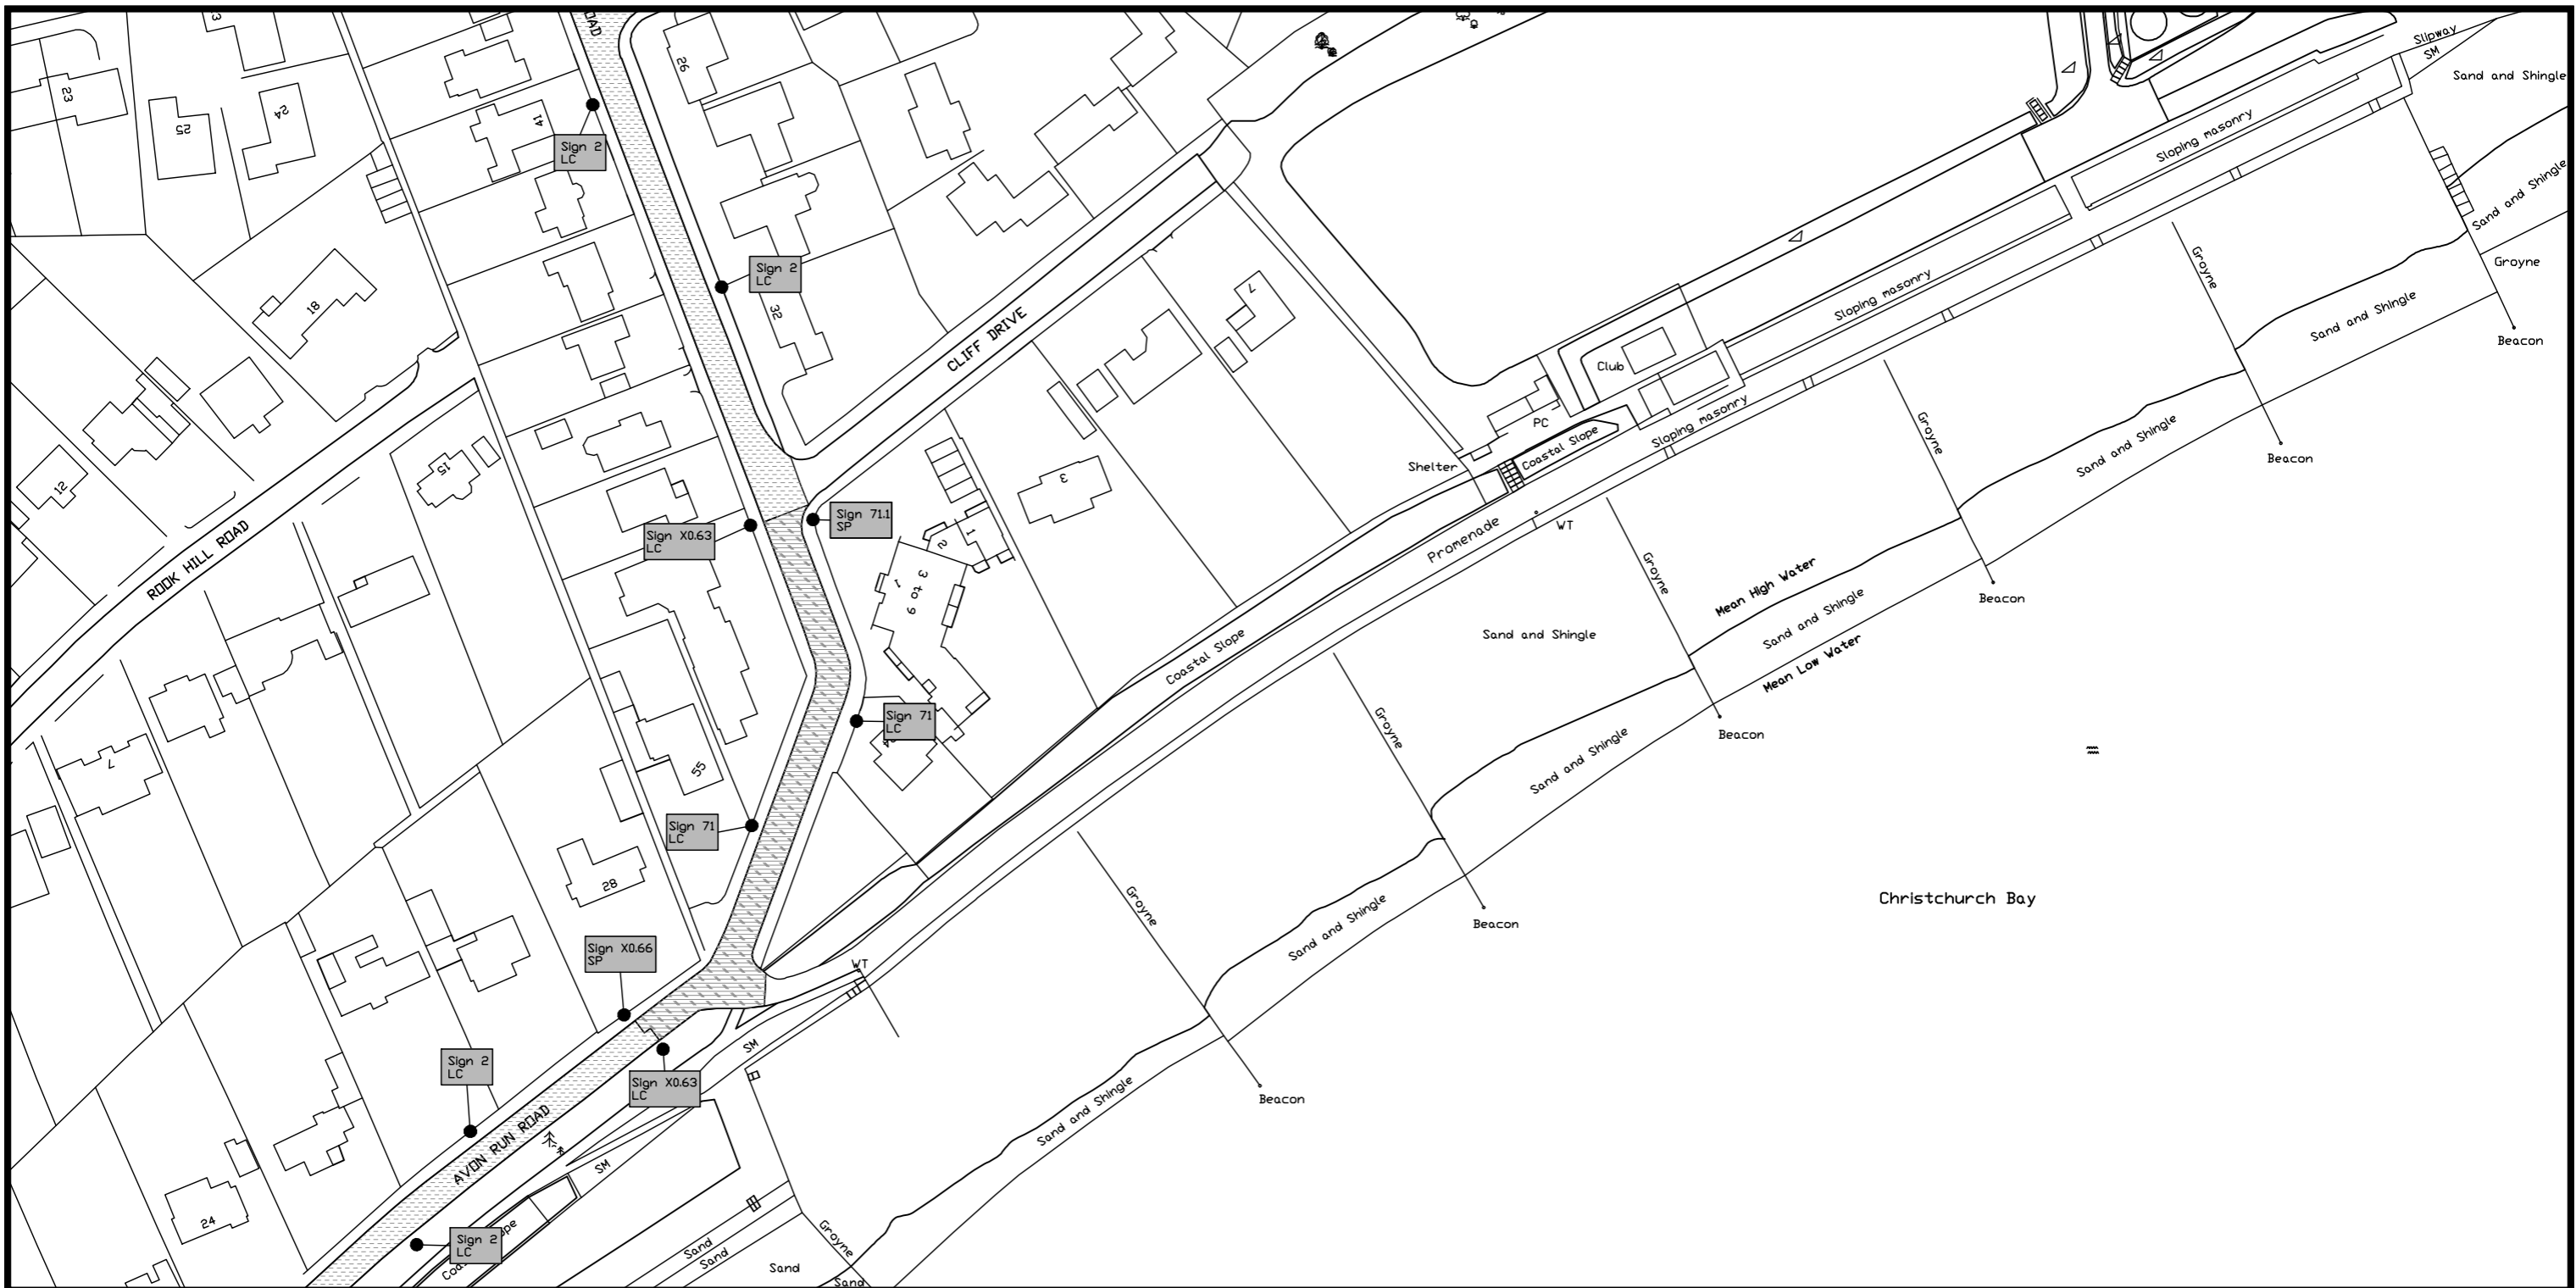 23
25
24
41
26
OAD
Sign 2
LC
Sign 2
LC
32
18
CLIFF DRIVE
7
Club
PC
Shelter
Coastal Slope
Sloping masonry
Sloping masonry
Sloping masonry
Slipway
SM
Sand and Shingle
Sand and Shingle
Groyne
Groyne
Sand and Shingle
Beacon
Groyne
Sand and Shingle
Beacon
12
15
ROOK HILL ROAD
3
Sign X0.63
LC
Sign 71.1
SP
2
1
1
3 to 9
Promenade
WT
Groyne
Mean High Water
Sand and Shingle
Mean Low Water
Beacon
Sand and Shingle
Coastal Slope
Groyne
Beacon
Sand and Shingle
Sign 71
LC
7
55
Sign 71
LC
28
Groyne
Beacon
Sand and Shingle
Christchurch Bay
Sign X0.66
SP
WT
SM
Sign 2
LC
Sign X0.63
LC
Beacon
Sand and Shingle
AVON RUN ROAD
SM
24
Sign 2
LC
Groyne
Sand
Sand
Sand
Sand